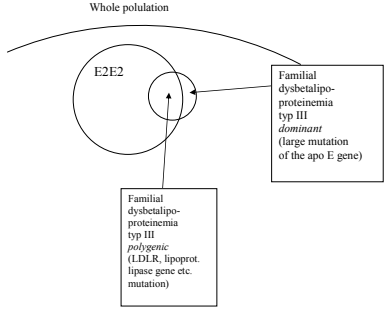 Whole polulation
E2E2
Familial
dysbetalipo-
proteinemia
typ III
dominant
(large mutation
of the apo E gene)
Familial
dysbetalipo-
proteinemia
typ III
polygenic
(LDLR, lipoprot.
lipase gene etc.
mutation)